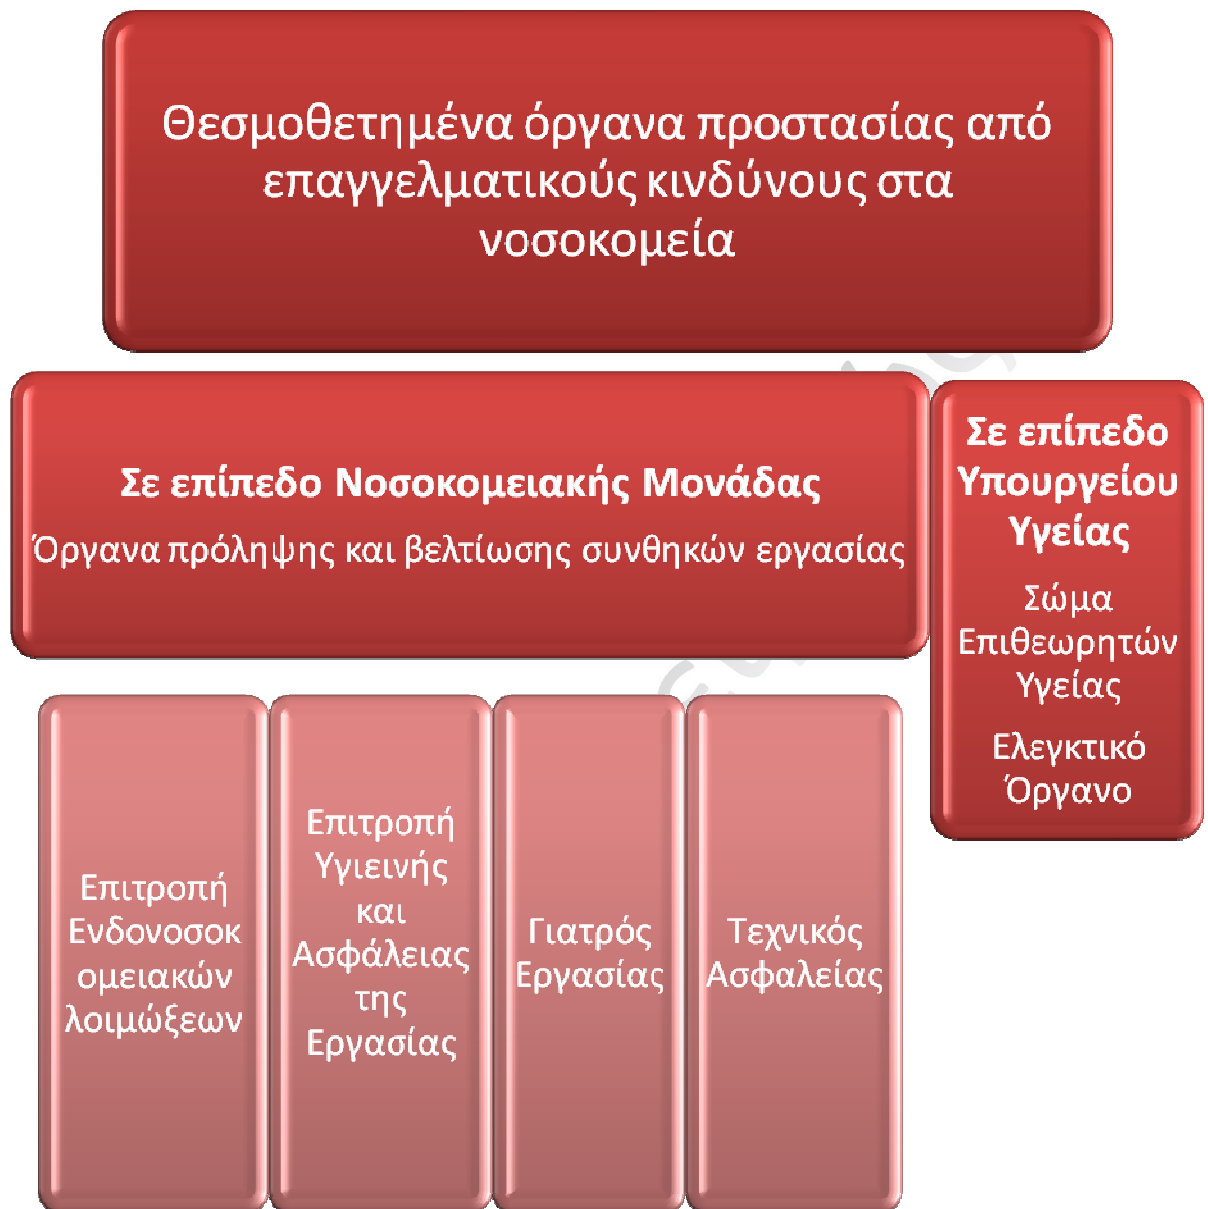 Θεσμοθετημένα όργανα προστασίας από
επαγγελματικούς κινδύνους στα
νοσοκομεία
Σε επίπεδο Νοσοκομειακής Μονάδας
Όργανα πρόληψης και βελτίωσης συνθηκών εργασίας
Σε επίπεδο
Υπουργείου
Υγείας
Σώμα
Επιθεωρητών
Υγείας
Ελεγκτικό
Όργανο
Επιτροπή
Ενδονοσοκ
ομειακών
λοιμώξεων
Επιτροπή
Υγιεινής
και
Ασφάλειας
της
Εργασίας
Γιατρός
Εργασίας
Τεχνικός
Ασφαλείας